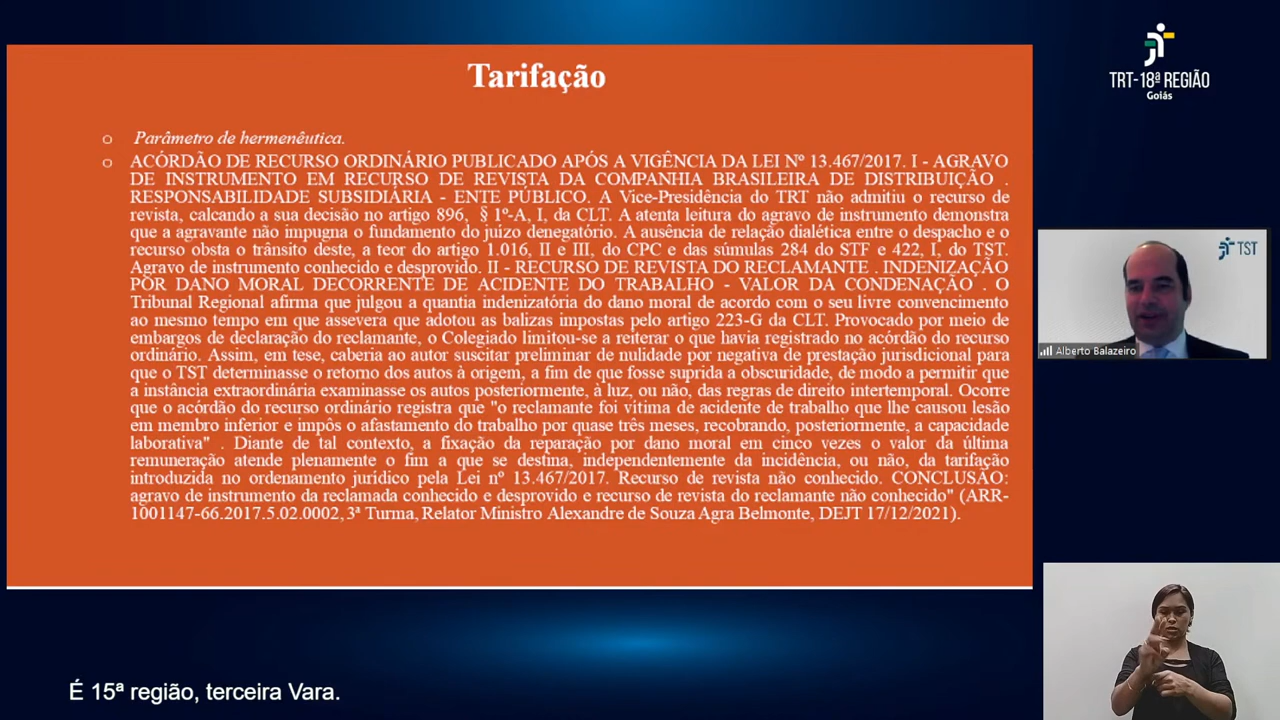 Tarifação
Parâmetro de hermenêutica.
ACÓRDÃO DE RECURSO ORDINÁRIO PUBLICADO APÓS A VIGÊNCIA DA LEI Nº 13.467/2017. I - AGRAVO
DE INSTRUMENTO EM RECURSO DE REVISTA DA COMPANHIA BRASILEIRA DE DISTRIBUIÇÃO .
RESPONSABILIDADE SUBSIDIÁRIA - ENTE PÚBLICO. A Vice-Presidência do TRT não admitiu o recurso de
revista, calcando a sua decisão no artigo 896, § 1º-A, I, da CLT. A atenta leitura do agravo de instrumento demonstra
que a agravante não impugna o fundamento do juízo denegatório. A ausência de relação dialética entre o despacho e o
recurso obsta o trânsito deste, a teor do artigo 1.016, II e III, do CPC e das súmulas 284 do STF e 422, I, do TST.
Agravo de instrumento conhecido e desprovido. II - RECURSO DE REVISTA DO RECLAMANTE . INDENIZAÇÃO
POR DANO MORAL DECORRENTE DE ACIDENTE DO TRABALHO - VALOR DA CONDENAÇÃO . O
Tribunal Regional afirma que julgou a quantia indenizatória do dano moral de acordo com o seu livre convencimento
ao mesmo tempo em que assevera que adotou as balizas impostas pelo artigo 223-G da CLT. Provocado por meio de
embargos de declaração do reclamante, o Colegiado limitou-se a reiterar o que havia registrado no acórdão do recurso
ordinário. Assim, em tese, caberia ao autor suscitar preliminar de nulidade por negativa de prestação jurisdicional para
que o TST determinasse o retorno dos autos à origem, a fim de que fosse suprida a obscuridade, de modo a permitir que
a instância extraordinária examinasse os autos posteriormente, à luz, ou não, das regras de direito intertemporal. Ocorre
que o acórdão do recurso ordinário registra que "o reclamante foi vítima de acidente de trabalho que lhe causou lesão
em membro inferior e impôs o afastamento do trabalho por quase três meses, recobrando, posteriormente, a capacidade
laborativa" . Diante de tal contexto, a fixação da reparação por dano moral em cinco vezes o valor da última
remuneração atende plenamente o fim a que se destina, independentemente da incidência, ou não, da tarifação
introduzida no ordenamento jurídico pela Lei nº 13.467/2017. Recurso de revista não conhecido. CONCLUSÃO:
agravo de instrumento da reclamada conhecido e desprovido e recurso de revista do reclamante não conhecido" (ARR-
1001147-66.2017.5.02.0002, 3ª Turma, Relator Ministro Alexandre de Souza Agra Belmonte, DEJT 17/12/2021).
TRT-18ª REGIÃO
Goiás
TST
Alberto Balazeiro
É 15ª região, terceira Vara.